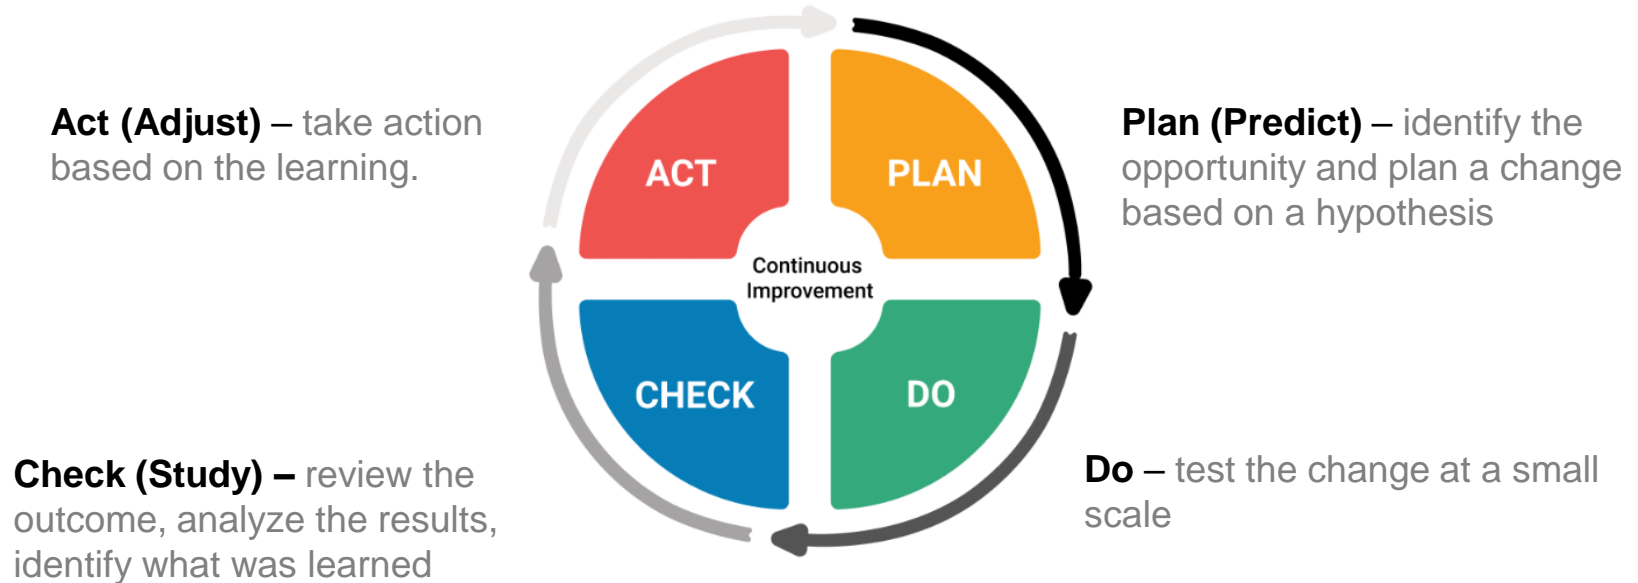 Act (Adjust) – take action
based on the learning.
ACT
PLAN
Plan (Predict) – identify the
opportunity and plan a change
based on a hypothesis
Continuous
Improvement
CHECK
DO
Check (Study) – review the
outcome, analyze the results,
identify what was learned
Do – test the change at a small
scale